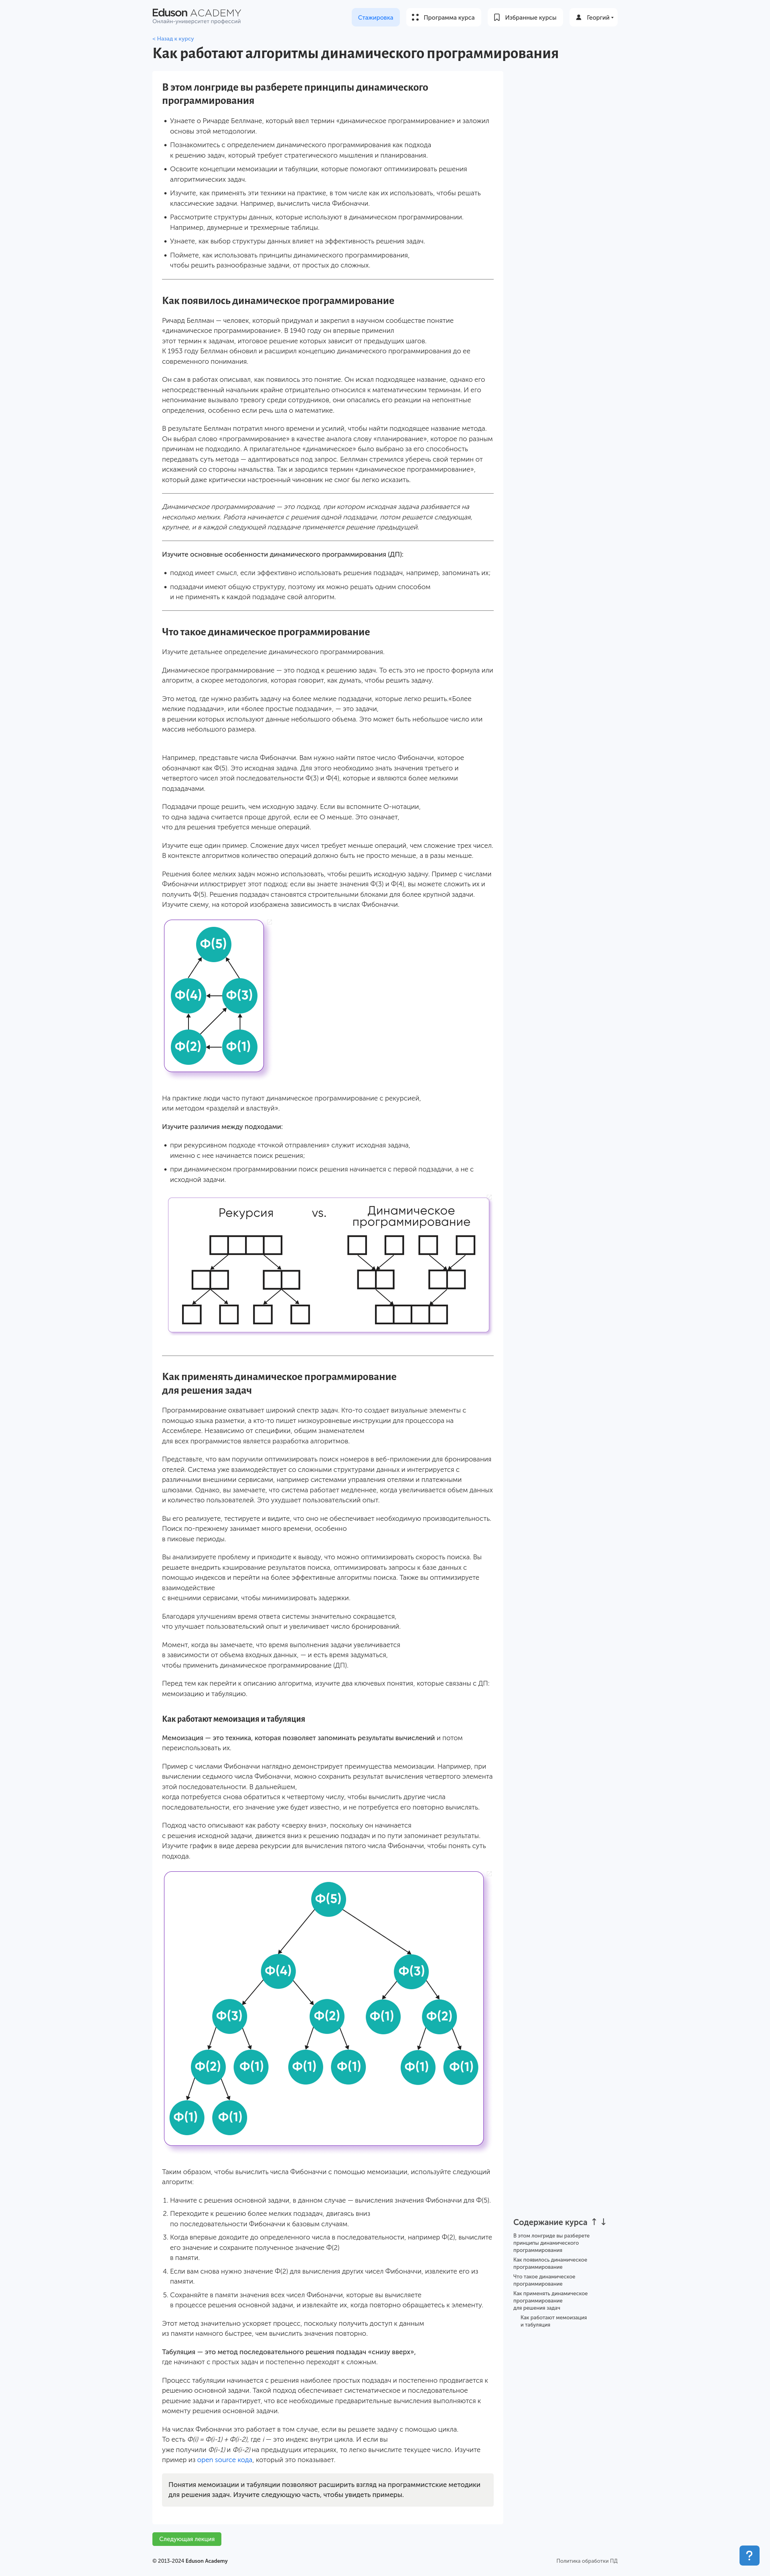 Eduson ACADEMY
Онлайн-университет профессий
Стажировка
Программа курса
Избранные курсы
Георгий
< Назад к курсу
Как работают алгоритмы динамического программирования
В этом лонгриде вы разберете принципы динамического
программирования
• Узнаете о Ричарде Беллмане, который ввел термин «динамическое программирование» и заложил
основы этой методологии.
• Познакомитесь с определением динамического программирования как подхода
к решению задач, который требует стратегического мышления и планирования.
• Освоите концепции мемоизации и табуляции, которые помогают оптимизировать решения
алгоритмических задач.
• Изучите, как применять эти техники на практике, в том числе как их использовать, чтобы решать
классические задачи. Например, вычислить числа Фибоначчи.
• Рассмотрите структуры данных, которые используют в динамическом программировании.
Например, двумерные и трехмерные таблицы.
• Узнаете, как выбор структуры данных влияет на эффективность решения задач.
• Поймете, как использовать принципы динамического программирования,
чтобы решить разнообразные задачи, от простых до сложных.
Как появилось динамическое программирование
Ричард Беллман — человек, который придумал и закрепил в научном сообществе понятие
«динамическое программирование». В 1940 году он впервые применил
этот термин к задачам, итоговое решение которых зависит от предыдущих шагов.
К 1953 году Беллман обновил и расширил концепцию динамического программирования до ее
современного понимания.
Он сам в работах описывал, как появилось это понятие. Он искал подходящее название, однако его
непосредственный начальник крайне отрицательно относился к математическим терминам. И его
непонимание вызывало тревогу среди сотрудников, они опасались его реакции на непонятные
определения, особенно если речь шла о математике.
В результате Беллман потратил много времени и усилий, чтобы найти подходящее название метода.
Он выбрал слово «программирование» в качестве аналога слову «планирование», которое по разным
причинам не подходило. А прилагательное «динамическое» было выбрано за его способность
передавать суть метода — адаптироваться под запрос. Беллман стремился уберечь свой термин от
искажений со стороны начальства. Так и зародился термин «динамическое программирование»,
который даже критически настроенный чиновник не смог бы легко исказить.
Динамическое программирование — это подход, при котором исходная задача разбивается на
несколько мелких. Работа начинается с решения одной подзадачи, потом решается следующая,
крупнее, и в каждой следующей подзадаче применяется решение предыдущей.
Изучите основные особенности динамического программирования (ДП):
• подход имеет смысл, если эффективно использовать решения подзадач, например, запоминать их;
• подзадачи имеют общую структуру, поэтому их можно решать одним способом
и не применять к каждой подзадаче свой алгоритм.
Что такое динамическое программирование
Изучите детальнее определение динамического программирования.
Динамическое программирование — это подход к решению задач. То есть это не просто формула или
алгоритм, а скорее методология, которая говорит, как думать, чтобы решить задачу.
Это метод, где нужно разбить задачу на более мелкие подзадачи, которые легко решить.«Более
мелкие подзадачи», или «более простые подзадачи», — это задачи,
в решении которых используют данные небольшого объема. Это может быть небольшое число или
массив небольшого размера.
Например, представьте числа Фибоначчи. Вам нужно найти пятое число Фибоначчи, которое
обозначают как Ф(5). Это исходная задача. Для этого необходимо знать значения третьего и
четвертого чисел этой последовательности Ф(3) и Ф(4), которые и являются более мелкими
подзадачами.
Подзадачи проще решить, чем исходную задачу. Если вы вспомните О-нотации,
то одна задача считается проще другой, если ее О меньше. Это означает,
что для решения требуется меньше операций.
Изучите еще один пример. Сложение двух чисел требует меньше операций, чем сложение трех чисел.
В контексте алгоритмов количество операций должно быть не просто меньше, а в разы меньше.
Решения более мелких задач можно использовать, чтобы решить исходную задачу. Пример с числами
Фибоначчи иллюстрирует этот подход: если вы знаете значения Ф(3) и Ф(4), вы можете сложить их и
получить Ф(5). Решения подзадач становятся строительными блоками для более крупной задачи.
Изучите схему, на которой изображена зависимость в числах Фибоначчи.
Ф(5)
Ф(4) Ф(3)
Ф(2) Ф(1)
На практике люди часто путают динамическое программирование с рекурсией,
или методом «разделяй и властвуй».
Изучите различия между подходами:
• при рекурсивном подходе «точкой отправления» служит исходная задача,
именно с нее начинается поиск решения;
• при динамическом программировании поиск решения начинается с первой подзадачи, а не с
исходной задачи.
Рекурсия vs. Динамическое
программирование
Как применять динамическое программирование
для решения задач
Программирование охватывает широкий спектр задач. Кто-то создает визуальные элементы с
помощью языка разметки, а кто-то пишет низкоуровневые инструкции для процессора на
Ассемблере. Независимо от специфики, общим знаменателем
для всех программистов является разработка алгоритмов.
Представьте, что вам поручили оптимизировать поиск номеров в веб-приложении для бронирования
отелей. Система уже взаимодействует со сложными структурами данных и интегрируется с
различными внешними сервисами, например системами управления отелями и платежными
шлюзами. Однако, вы замечаете, что система работает медленнее, когда увеличивается объем данных
и количество пользователей. Это ухудшает пользовательский опыт.
Вы его реализуете, тестируете и видите, что оно не обеспечивает необходимую производительность.
Поиск по-прежнему занимает много времени, особенно
в пиковые периоды.
Вы анализируете проблему и приходите к выводу, что можно оптимизировать скорость поиска. Вы
решаете внедрить кэширование результатов поиска, оптимизировать запросы к базе данных с
помощью индексов и перейти на более эффективные алгоритмы поиска. Также вы оптимизируете
взаимодействие
с внешними сервисами, чтобы минимизировать задержки.
Благодаря улучшениям время ответа системы значительно сокращается,
что улучшает пользовательский опыт и увеличивает число бронирований.
Момент, когда вы замечаете, что время выполнения задачи увеличивается
в зависимости от объема входных данных, — и есть время задуматься,
чтобы применить динамическое программирование (ДП).
Перед тем как перейти к описанию алгоритма, изучите два ключевых понятия, которые связаны с ДП:
мемоизацию и табуляцию.
Как работают мемоизация и табуляция
Мемоизация — это техника, которая позволяет запоминать результаты вычислений и потом
переиспользовать их.
Пример с числами Фибоначчи наглядно демонстрирует преимущества мемоизации. Например, при
вычислении седьмого числа Фибоначчи, можно сохранить результат вычисления четвертого элемента
этой последовательности. В дальнейшем,
когда потребуется снова обратиться к четвертому числу, чтобы вычислить другие числа
последовательности, его значение уже будет известно, и не потребуется его повторно вычислять.
Подход часто описывают как работу «сверху вниз», поскольку он начинается
с решения исходной задачи, движется вниз к решению подзадач и по пути запоминает результаты.
Изучите график в виде дерева рекурсии для вычисления пятого числа Фибоначчи, чтобы понять суть
подхода.
Ф(5)
Ф(4) Ф(3)
Ф(3) Ф(2) Ф(1) Ф(2)
Ф(2) Ф(1) Ф(1) Ф(1) Ф(1) Ф(1)
Ф(1) Ф(1)
Таким образом, чтобы вычислить числа Фибоначчи с помощью мемоизации, используйте следующий
алгоритм:
1. Начните с решения основной задачи, в данном случае — вычисления значения Фибоначчи для Ф(5).
2. Переходите к решению более мелких подзадач, двигаясь вниз
по последовательности Фибоначчи к базовым случаям.
3. Когда впервые доходите до определенного числа в последовательности, например Ф(2), вычислите
его значение и сохраните полученное значение Ф(2)
в памяти.
4. Если вам снова нужно значение Ф(2) для вычисления других чисел Фибоначчи, извлеките его из
памяти.
5. Сохраняйте в памяти значения всех чисел Фибоначчи, которые вы вычисляете
в процессе решения основной задачи, и извлекайте их, когда повторно обращаетесь к элементу.
Этот метод значительно ускоряет процесс, поскольку получить доступ к данным
из памяти намного быстрее, чем вычислить значения повторно.
Табуляция — это метод последовательного решения подзадач «снизу вверх»,
где начинают с простых задач и постепенно переходят к сложным.
Процесс табуляции начинается с решения наиболее простых подзадач и постепенно продвигается к
решению основной задачи. Такой подход обеспечивает систематическое и последовательное
решение задачи и гарантирует, что все необходимые предварительные вычисления выполняются к
моменту решения основной задачи.
На числах Фибоначчи это работает в том случае, если вы решаете задачу с помощью цикла.
То есть Ф(i) = Ф(i-1) + Ф(i-2), где i — это индекс внутри цикла. И если вы
уже получили Ф(i-1) и Ф(i-2) на предыдущих итерациях, то легко вычислите текущее число. Изучите
пример из open source кода, который это показывает.
Понятия мемоизации и табуляции позволяют расширить взгляд на программистские методики
для решения задач. Изучите следующую часть, чтобы увидеть примеры.
Содержание курса ↑ ↓
В этом лонгриде вы разберете
принципы динамического
программирования
Как появилось динамическое
программирование
Что такое динамическое
программирование
Как применять динамическое
программирование
для решения задач
Как работают мемоизация
и табуляция
Следующая лекция
© 2013-2024 Eduson Academy
Политика обработки ПД
?